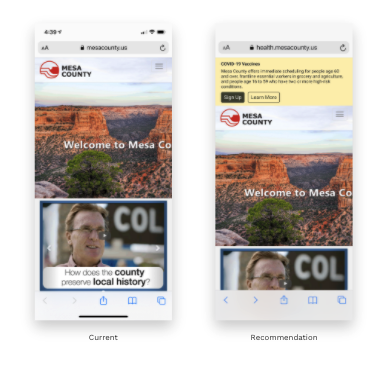 4:39
AA mesacounty.us
MESA
COUNTY
Welcome to Mesa Co
COL
How does the county
preserve local history?
Current
AA health.mesacounty.us
COVID-19 Vaccines
Mesa County offers immediate scheduling for people age 60
and over, frontline essential workers in grocery and agriculture,
and people age 16 to 59 who have two or more high risk
conditions.
Sign Up Learn More
MESA
COUNTY
Welcome to Mesa Co
COL
Recommendation